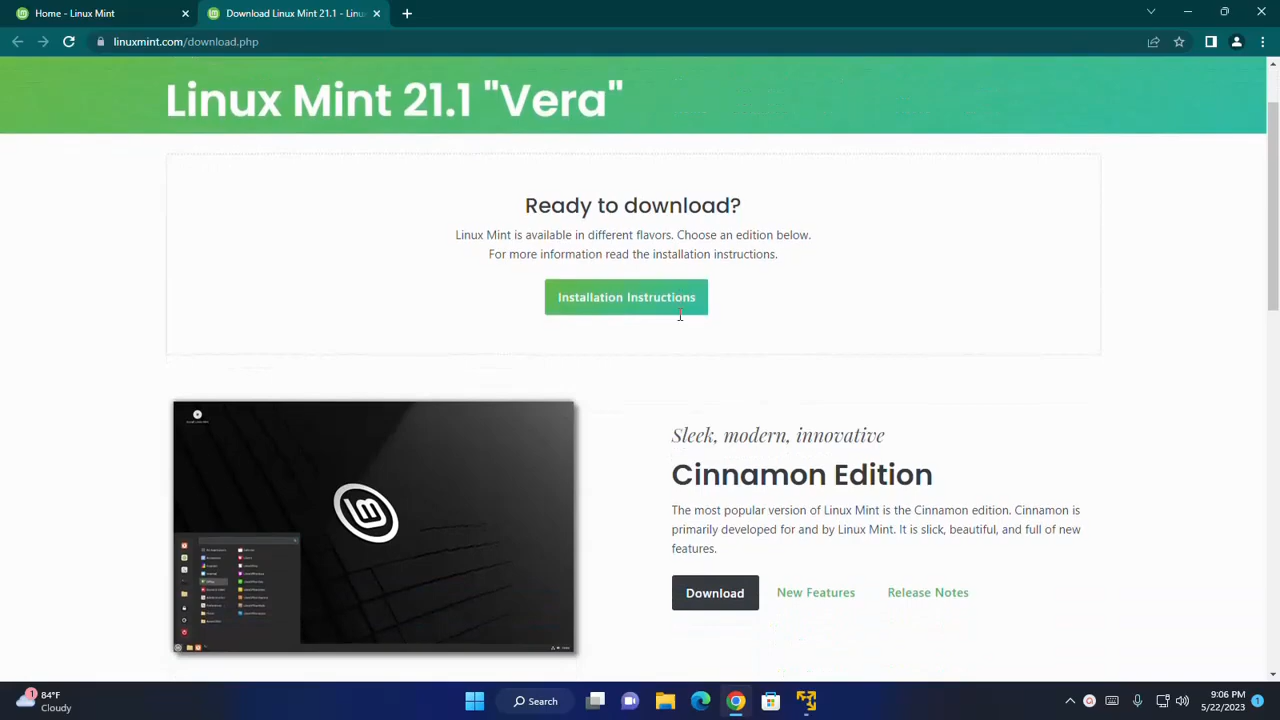 Home - Linux Mint
Download Linux Mint 21.1 - Linu
linuxmint.com/download.php
Linux Mint 21.1 "Vera"
Ready to download?
Linux Mint is available in different flavors. Choose an edition below.
For more information read the installation instructions.
Installation Instructions
Sleek, modern, innovative
Cinnamon Edition
The most popular version of Linux Mint is the Cinnamon edition. Cinnamon is
primarily developed for and by Linux Mint. It is slick, beautiful, and full of new
features.
Download
New Features
Release Notes
1
84°F
Cloudy
Search
9:06 PM
5/22/2023
1